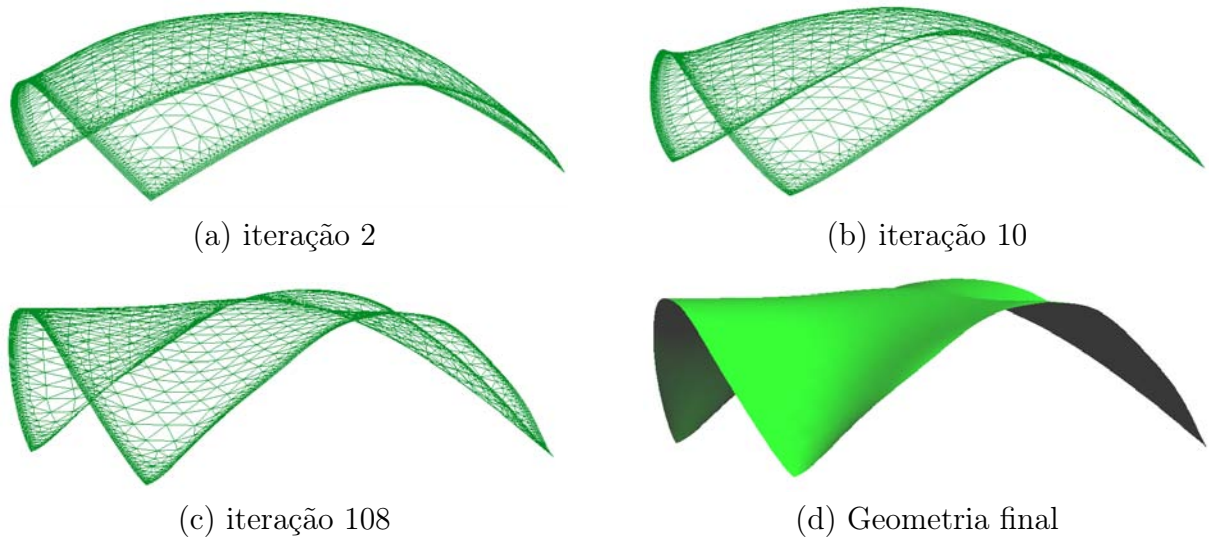 (a) iteração 2
(b) iteração 10
(c) iteração 108
(d) Geometria final